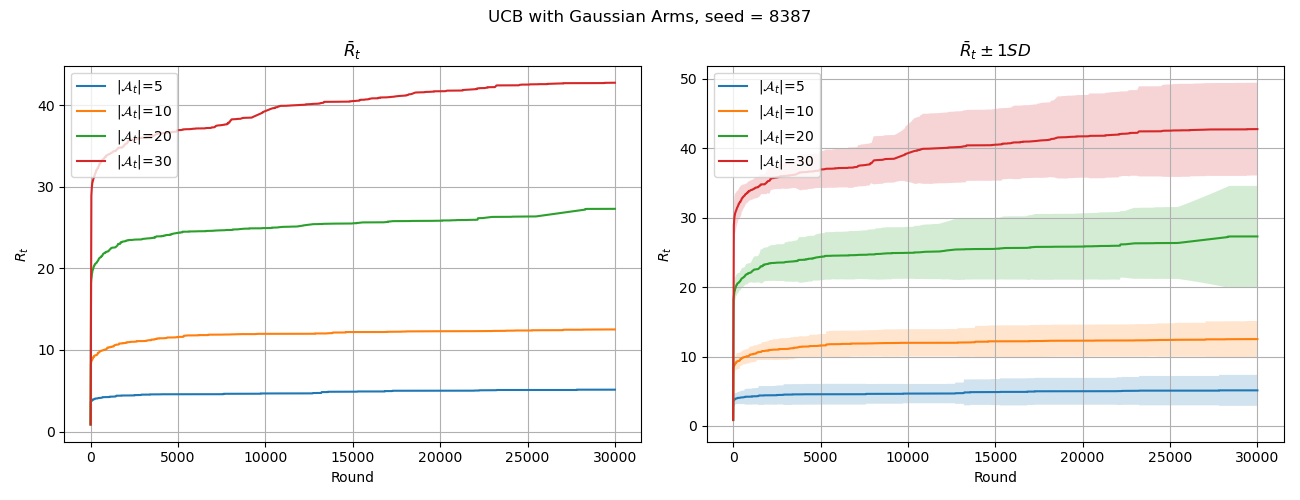 UCB with Gaussian Arms, seed = 8387
R̄ₜ
|𝒜ₜ|=5
|𝒜ₜ|=10
|𝒜ₜ|=20
|𝒜ₜ|=30
Rₜ
40
30
20
10
0
0 5000 10000 15000 20000 25000 30000
Round
R̄ₜ ± 1SD
|𝒜ₜ|=5
|𝒜ₜ|=10
|𝒜ₜ|=20
|𝒜ₜ|=30
Rₜ
50
40
30
20
10
0
0 5000 10000 15000 20000 25000 30000
Round